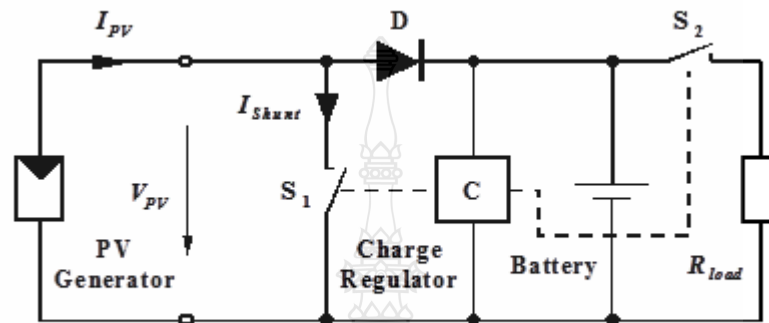 I_PV
D
S_2
I_Shunt
V_PV
S_1
C
PV
Generator
Charge
Regulator
Battery
R_load